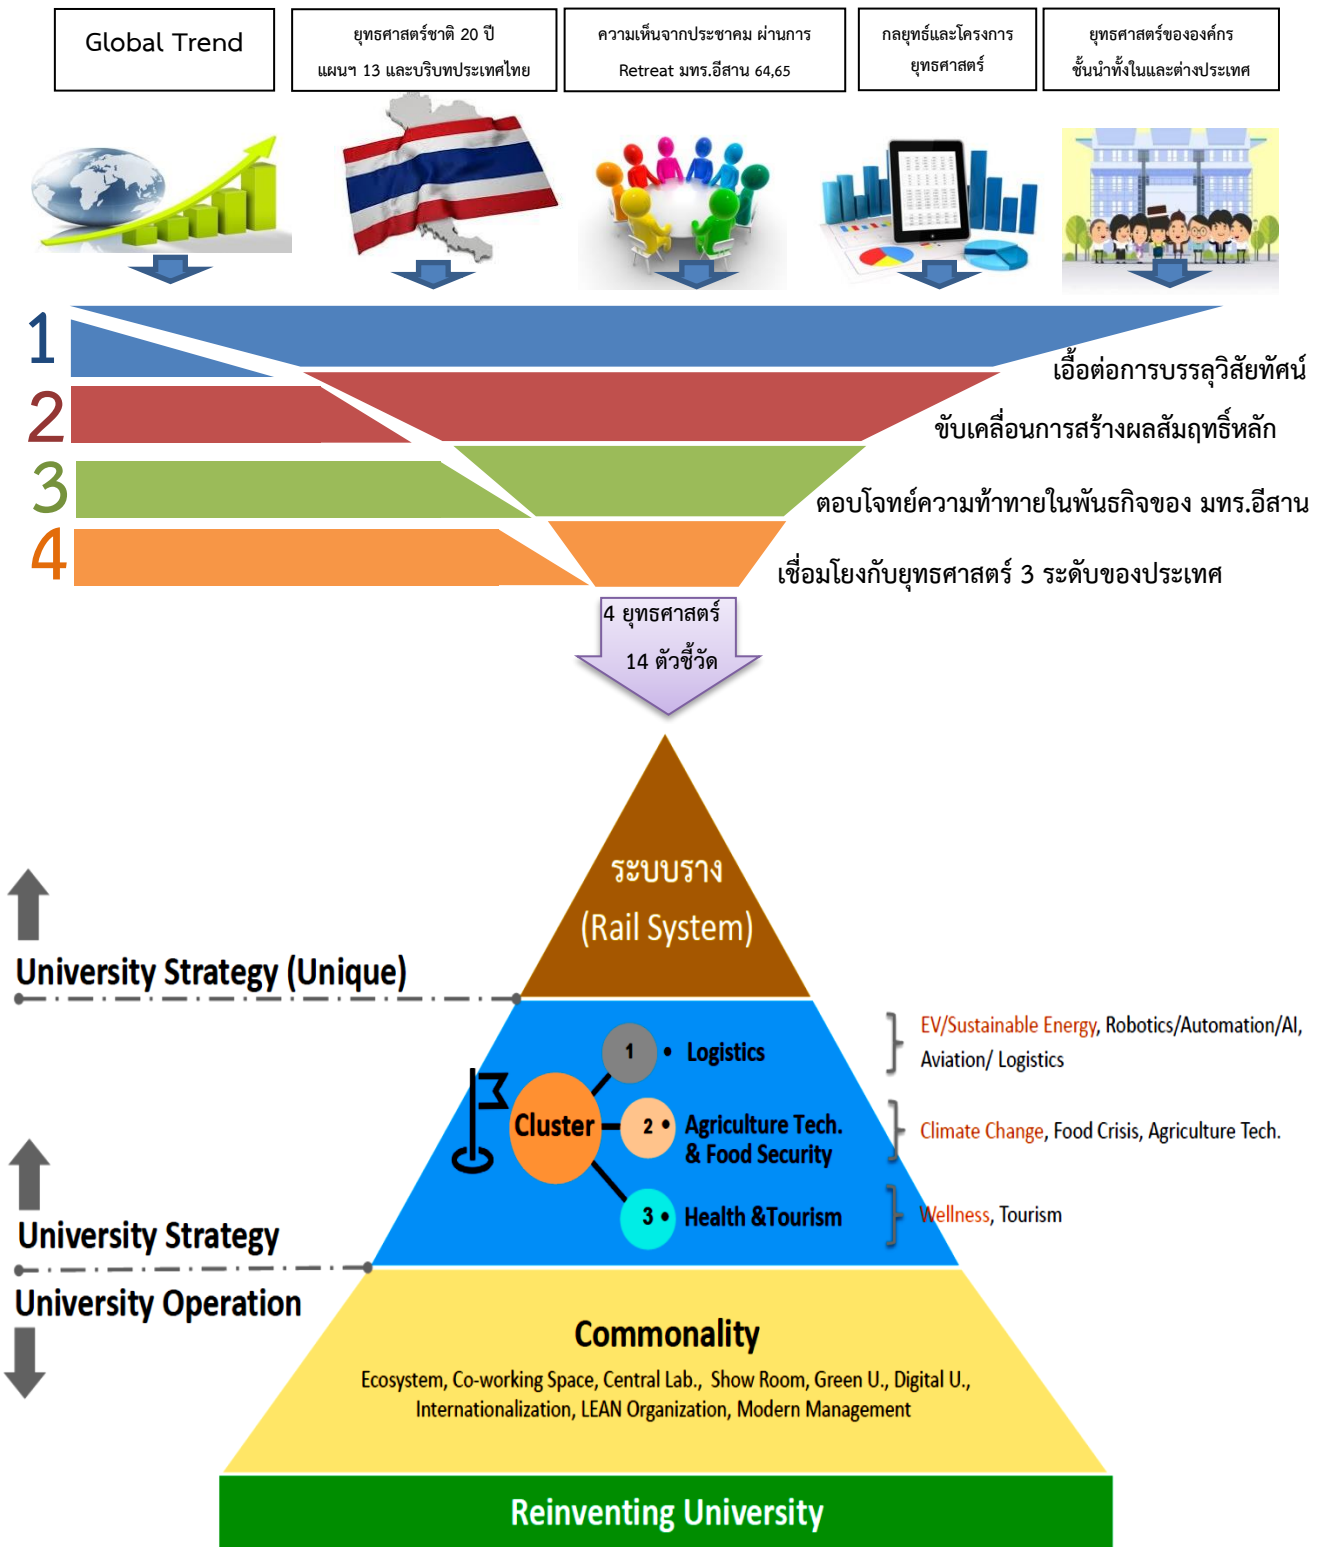 Global Trend
ยุทธศาสตร์ชาติ 20 ปี
แผนฯ 13 และบริบทประเทศไทย
ความเห็นจากประชาคม ผ่านการ
Retreat มทร.อีสาน 64,65
กลยุทธ์และโครงการ
ยุทธศาสตร์
ยุทธศาสตร์ขององค์กร
ชั้นนำทั้งในและต่างประเทศ
1
เอื้อต่อการบรรลุวิสัยทัศน์
2
ขับเคลื่อนการสร้างผลสัมฤทธิ์หลัก
3
ตอบโจทย์ความท้าทายในพันธกิจของ มทร.อีสาน
4
เชื่อมโยงกับยุทธศาสตร์ 3 ระดับของประเทศ
4 ยุทธศาสตร์
14 ตัวชี้วัด
ระบบราง
(Rail System)
University Strategy (Unique)
Cluster
1 • Logistics
EV/Sustainable Energy, Robotics/Automation/AI,
Aviation/ Logistics
2 • Agriculture Tech.
& Food Security
Climate Change, Food Crisis, Agriculture Tech.
3 • Health &Tourism
Wellness, Tourism
University Strategy
University Operation
Commonality
Ecosystem, Co-working Space, Central Lab., Show Room, Green U., Digital U.,
Internationalization, LEAN Organization, Modern Management
Reinventing University